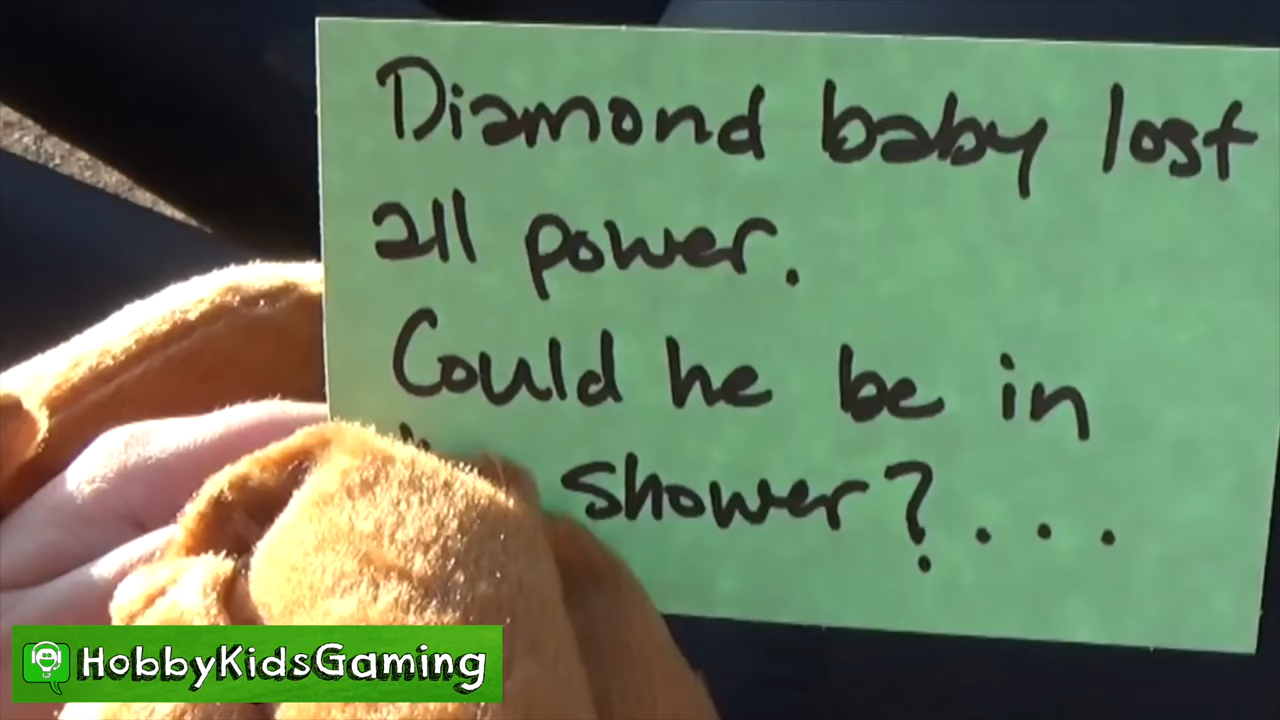 Diamond baby lost
all power.
Could he be in
shower?...
HobbyKidsGaming